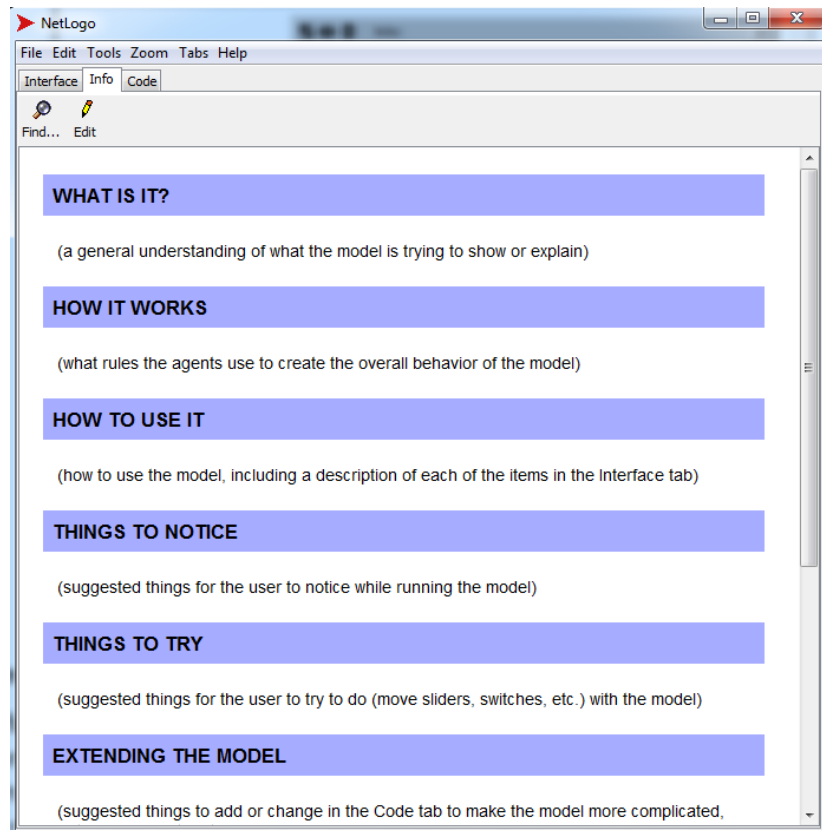 NetLogo
File Edit Tools Zoom Tabs Help
Interface Info Code
Find... Edit
WHAT IS IT?
(a general understanding of what the model is trying to show or explain)
HOW IT WORKS
(what rules the agents use to create the overall behavior of the model)
HOW TO USE IT
(how to use the model, including a description of each of the items in the Interface tab)
THINGS TO NOTICE
(suggested things for the user to notice while running the model)
THINGS TO TRY
(suggested things for the user to try to do (move sliders, switches, etc.) with the model)
EXTENDING THE MODEL
(suggested things to add or change in the Code tab to make the model more complicated,